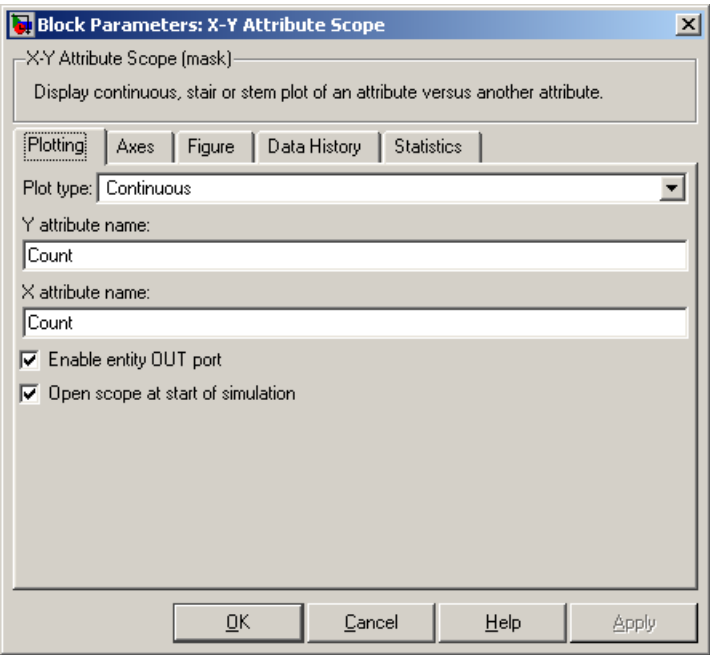 Block Parameters: X-Y Attribute Scope
X-Y Attribute Scope (mask)
Display continuous, stair or stem plot of an attribute versus another attribute.
Plotting Axes Figure Data History Statistics
Plot type: Continuous
Y attribute name:
Count
X attribute name:
Count
Enable entity OUT port
Open scope at start of simulation
OK Cancel Help Apply